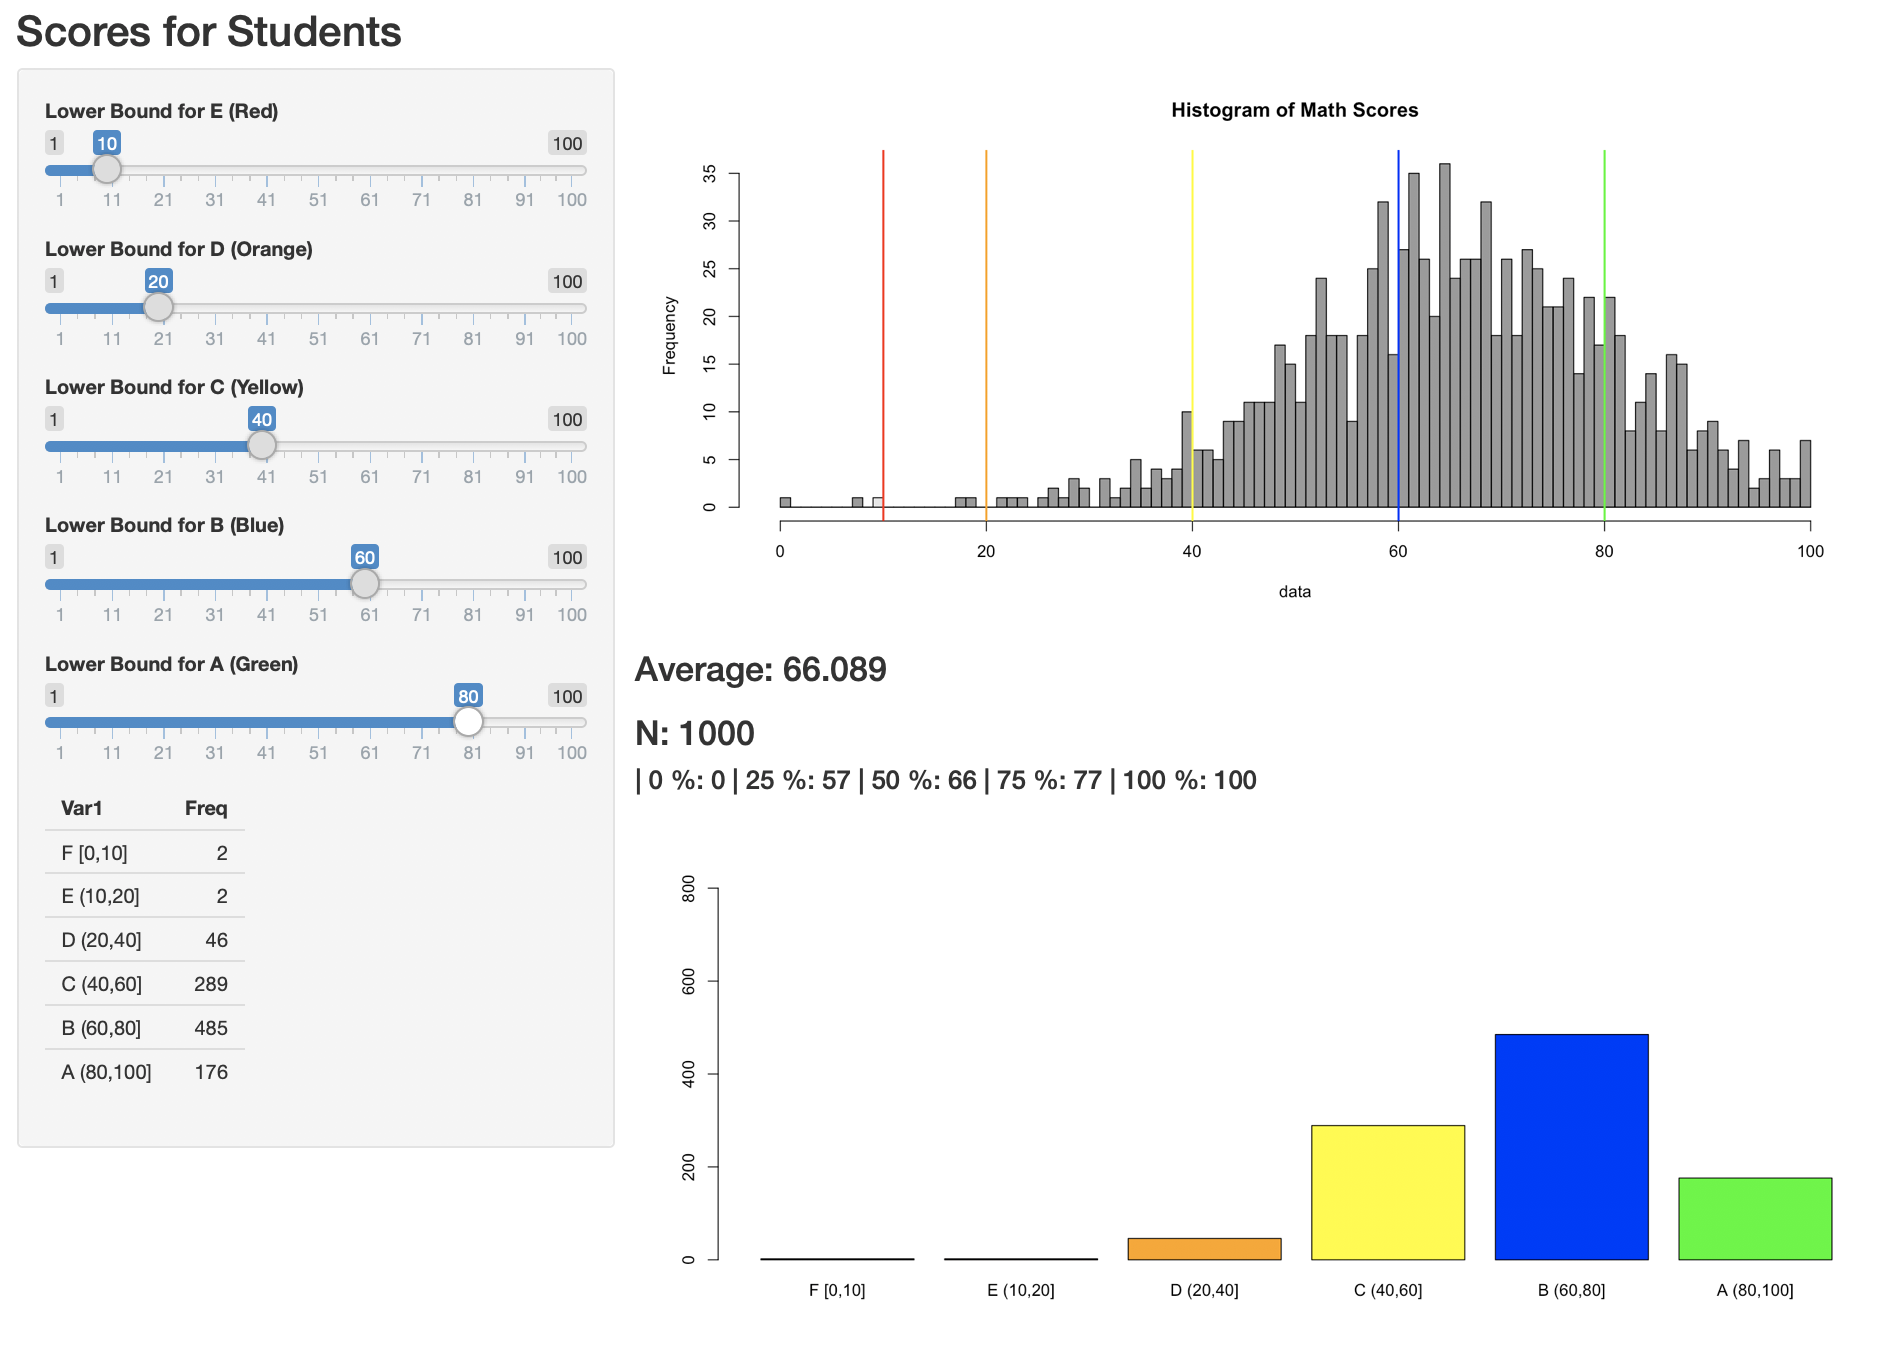 Scores for Students
Lower Bound for E (Red)
1 10 100
1 11 21 31 41 51 61 71 81 91 100
Lower Bound for D (Orange)
1 20 100
1 11 21 31 41 51 61 71 81 91 100
Lower Bound for C (Yellow)
1 40 100
1 11 21 31 41 51 61 71 81 91 100
Lower Bound for B (Blue)
1 60 100
1 11 21 31 41 51 61 71 81 91 100
Lower Bound for A (Green)
1 80 100
1 11 21 31 41 51 61 71 81 91 100
Var1 Freq
F [0,10] 2
E (10,20] 2
D (20,40] 46
C (40,60] 289
B (60,80] 485
A (80,100] 176
Histogram of Math Scores
Frequency
35
30
25
20
15
10
5
0
0 20 40 60 80 100
data
Average: 66.089
N: 1000
| 0 %: 0 | 25 %: 57 | 50 %: 66 | 75 %: 77 | 100 %: 100
800
600
400
200
0
F [0,10] E (10,20] D (20,40] C (40,60] B (60,80] A (80,100]